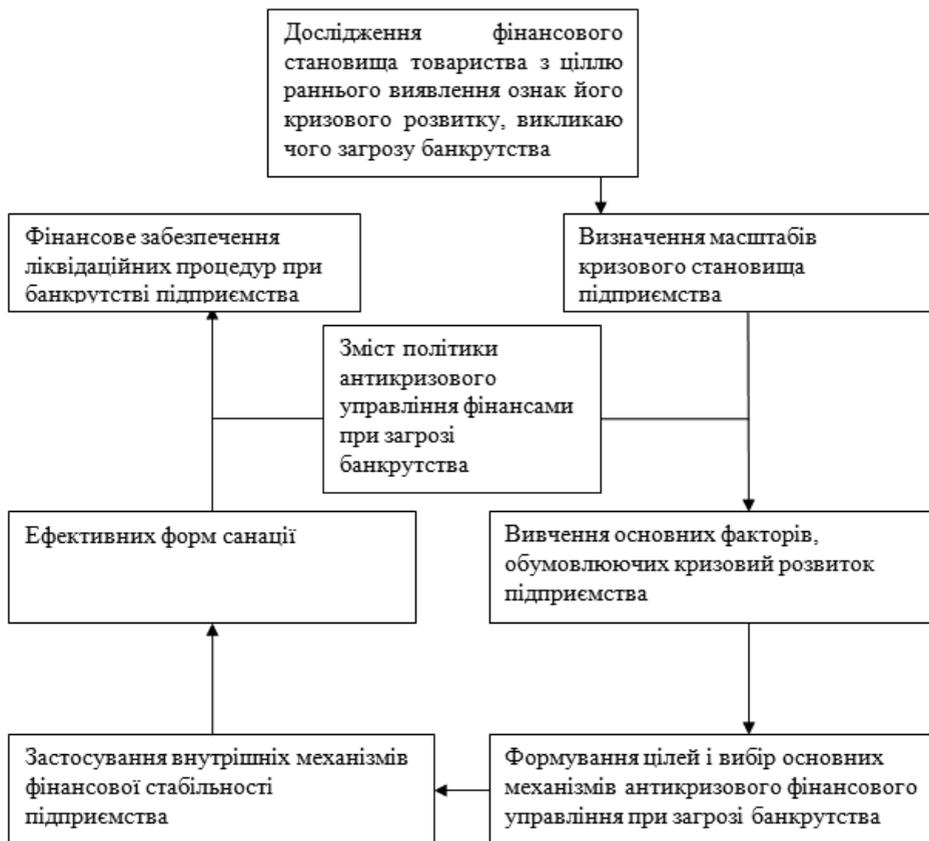 Дослідження фінансового
становища товариства з ціллю
раннього виявлення ознак його
кризового розвитку, викликаю
чого загрозу банкрутства
Фінансове забезпечення
ліквідаційних процедур при
банкрутстві підприємства
Визначення масштабів
кризового становища
підприємства
Зміст політики
антикризового
управління фінансами
при загрозі
банкрутства
Ефективних форм санації
Вивчення основних факторів,
обумовлюючих кризовий розвиток
підприємства
Застосування внутрішніх механізмів
фінансової стабільності
підприємства
Формування цілей і вибір основних
механізмів антикризового фінансового
управління при загрозі банкрутства